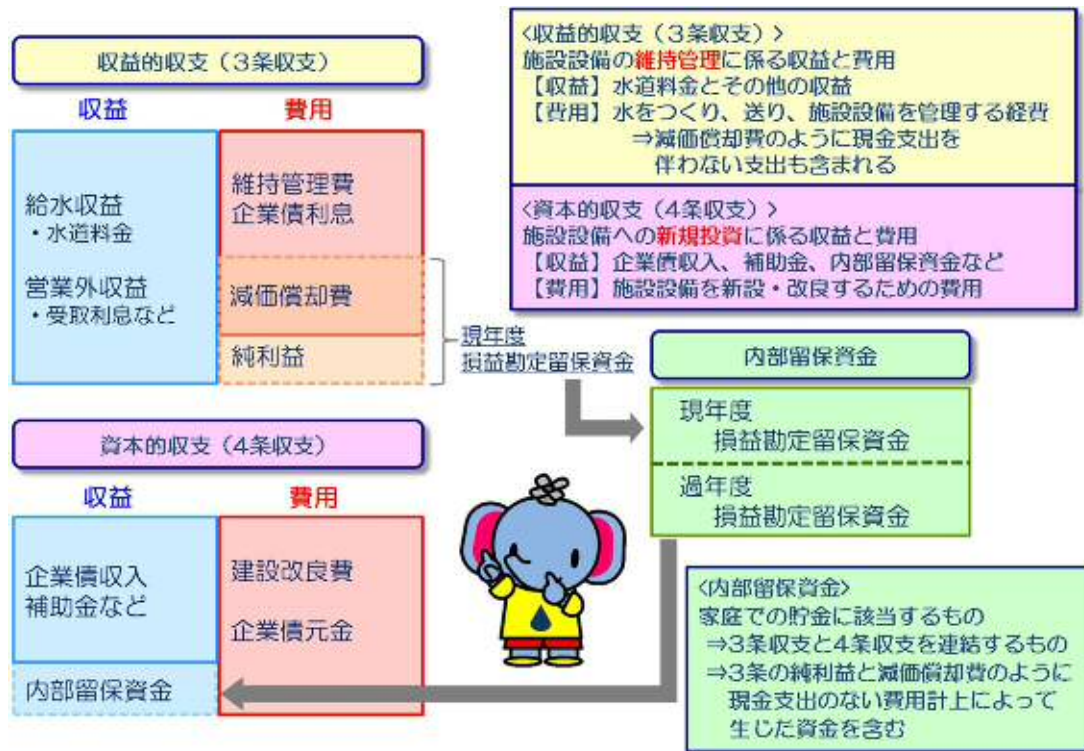 収益的収支（3条収支）
収益
費用
給水収益
・水道料金
営業外収益
・受取利息など
維持管理費
企業債利息
減価償却費
純利益
現年度
損益勘定留保資金
<収益的収支（3条収支）>
施設設備の維持管理に係る収益と費用
【収益】水道料金とその他の収益
【費用】水をつくり、送り、施設設備を管理する経費
⇒減価償却費のように現金支出を
伴わない支出も含まれる
<資本的収支（4条収支）>
施設設備への新規投資に係る収益と費用
【収益】企業債収入、補助金、内部留保資金など
【費用】施設設備を新設・改良するための費用
内部留保資金
現年度
損益勘定留保資金
過年度
損益勘定留保資金
資本的収支（4条収支）
収益
費用
企業債収入
補助金など
内部留保資金
建設改良費
企業債元金
<内部留保資金>
家庭での貯金に該当するもの
⇒3条収支と4条収支を連結するもの
⇒3条の純利益と減価償却費のように
現金支出のない費用計上によって
生じた資金を含む